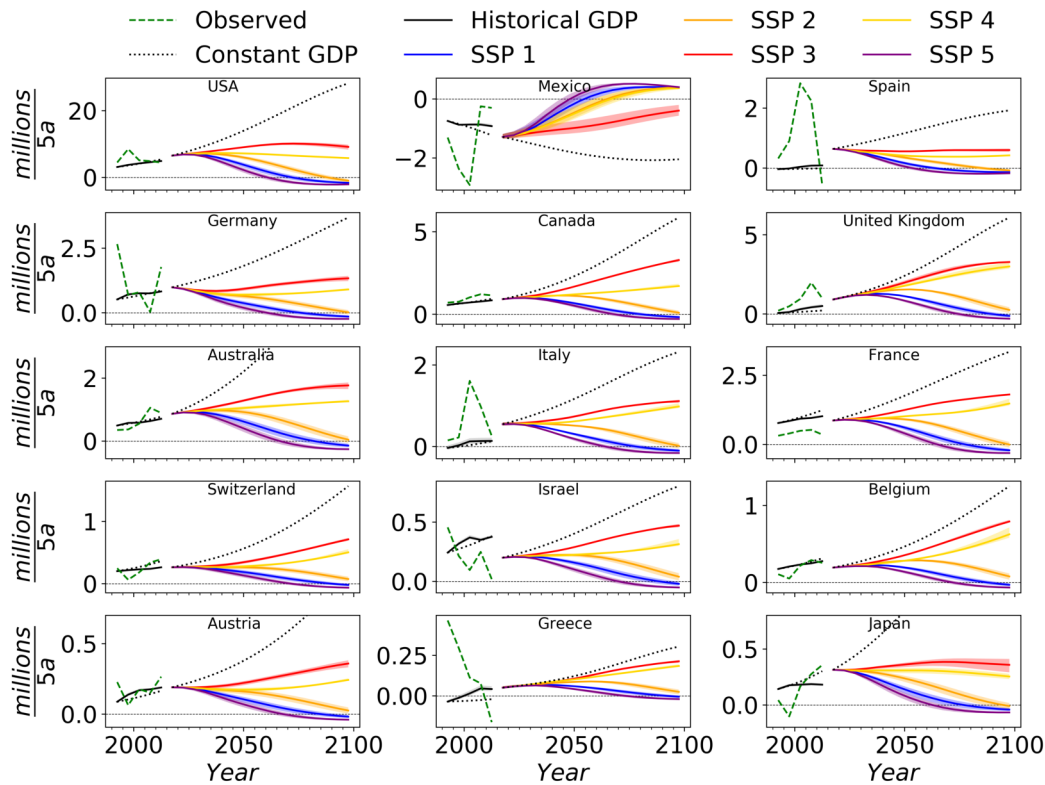 Observed Historical GDP SSP 2 SSP 4
Constant GDP SSP 1 SSP 3 SSP 5
USA Mexico Spain
millions
5a
20
0
0
−2
2
0
Germany Canada United Kingdom
millions
5a
2.5
0.0
5
0
5
0
Australia Italy France
millions
5a
2
0
2
0
2.5
0.0
Switzerland Israel Belgium
millions
5a
1
0
0.5
0.0
1
0
Austria Greece Japan
millions
5a
0.5
0.0
0.25
0.00
0.5
0.0
2000 2050 2100 2000 2050 2100 2000 2050 2100
Year Year Year